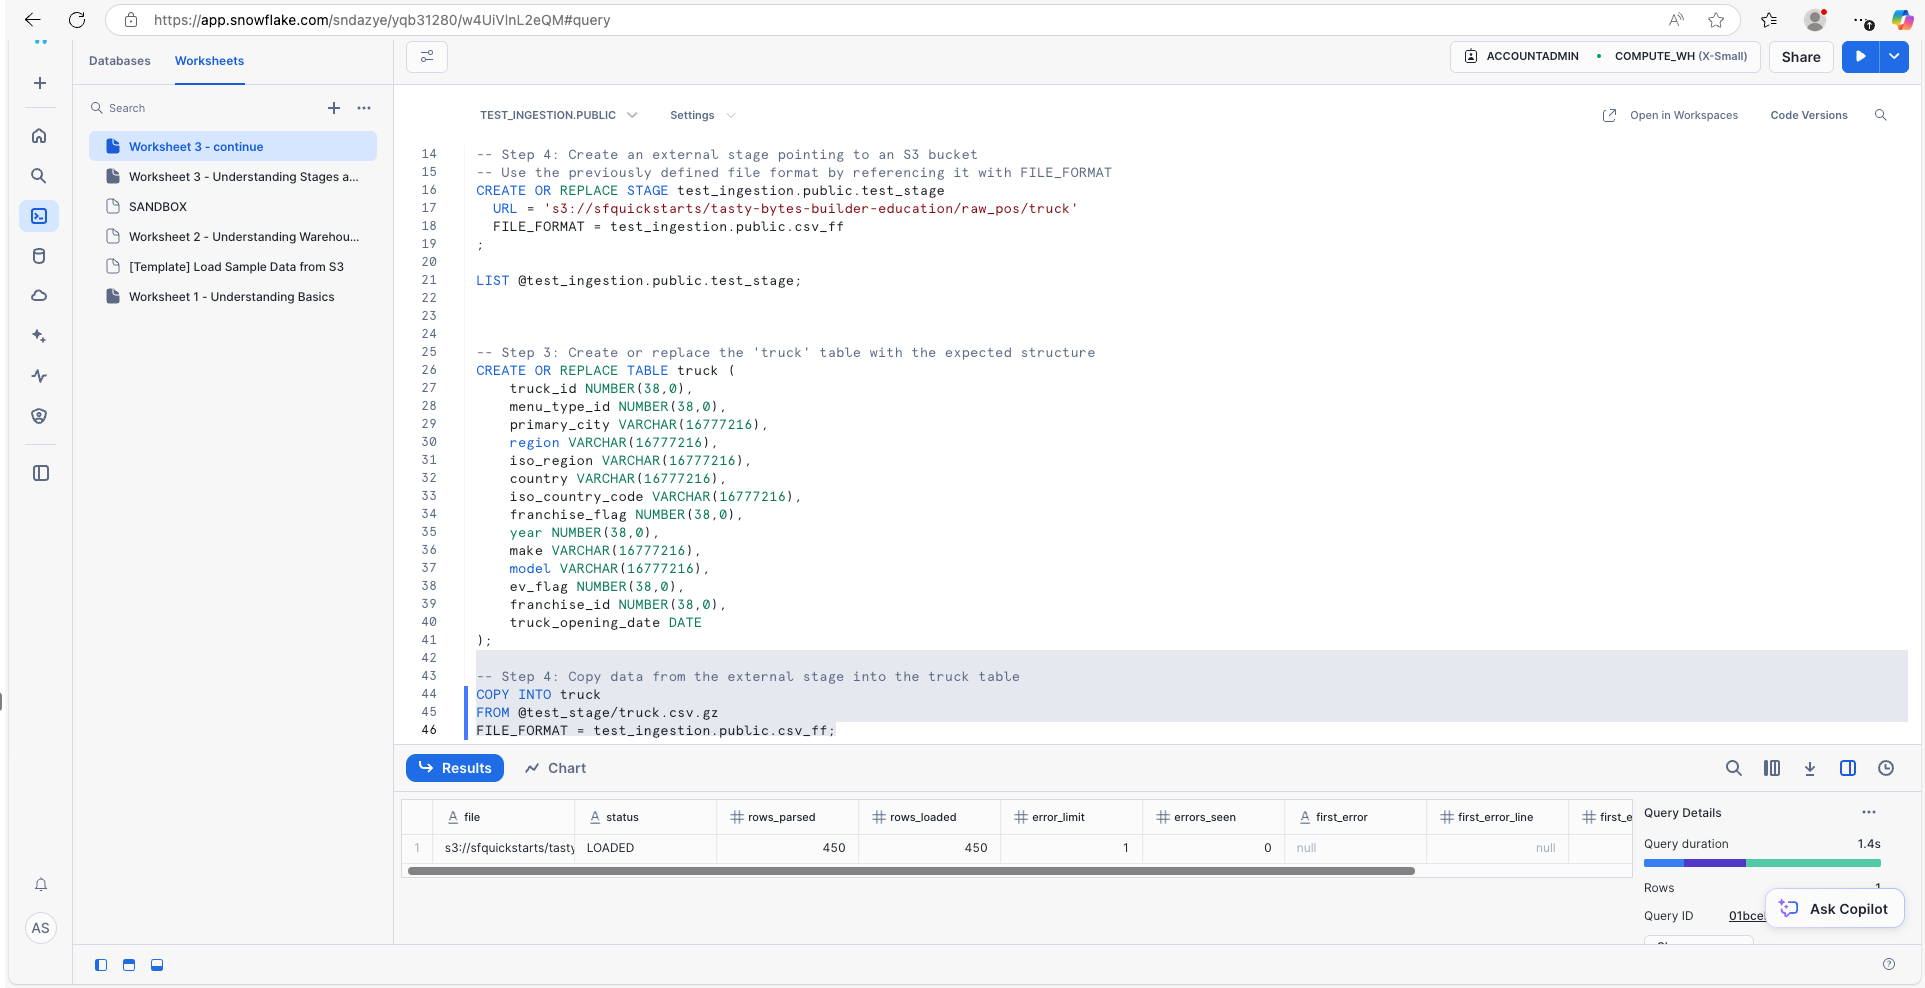 https://app.snowflake.com/sndazye/yqb31280/w4UiVlnL2eQM#query
Databases
Worksheets
ACCOUNTADMIN
COMPUTE_WH (X-Small)
Share
Search
TEST_INGESTION.PUBLIC
Settings
Open in Workspaces
Code Versions
Worksheet 3 - continue
Worksheet 3 - Understanding Stages a...
SANDBOX
Worksheet 2 - Understanding Warehou...
[Template] Load Sample Data from S3
Worksheet 1 - Understanding Basics
14 -- Step 4: Create an external stage pointing to an S3 bucket
15 -- Use the previously defined file format by referencing it with FILE_FORMAT
16 CREATE OR REPLACE STAGE test_ingestion.public.test_stage
17 URL = 's3://sfquickstarts/tasty-bytes-builder-education/raw_pos/truck'
18 FILE_FORMAT = test_ingestion.public.csv_ff
19 ;
20
21 LIST @test_ingestion.public.test_stage;
22
23
24
25 -- Step 3: Create or replace the 'truck' table with the expected structure
26 CREATE OR REPLACE TABLE truck (
27 truck_id NUMBER(38,0),
28 menu_type_id NUMBER(38,0),
29 primary_city VARCHAR(16777216),
30 region VARCHAR(16777216),
31 iso_region VARCHAR(16777216),
32 country VARCHAR(16777216),
33 iso_country_code VARCHAR(16777216),
34 franchise_flag NUMBER(38,0),
35 year NUMBER(38,0),
36 make VARCHAR(16777216),
37 model VARCHAR(16777216),
38 ev_flag NUMBER(38,0),
39 franchise_id NUMBER(38,0),
40 truck_opening_date DATE
41 );
42
43 -- Step 4: Copy data from the external stage into the truck table
44 COPY INTO truck
45 FROM @test_stage/truck.csv.gz
46 FILE_FORMAT = test_ingestion.public.csv_ff;
Results
Chart
file status rows_parsed rows_loaded error_limit errors_seen first_error first_error_line first_e
1 s3://sfquickstarts/tasty LOADED 450 450 1 0 null null
Query Details
Query duration 1.4s
Rows 1
Query ID 01bce
Ask Copilot
AS